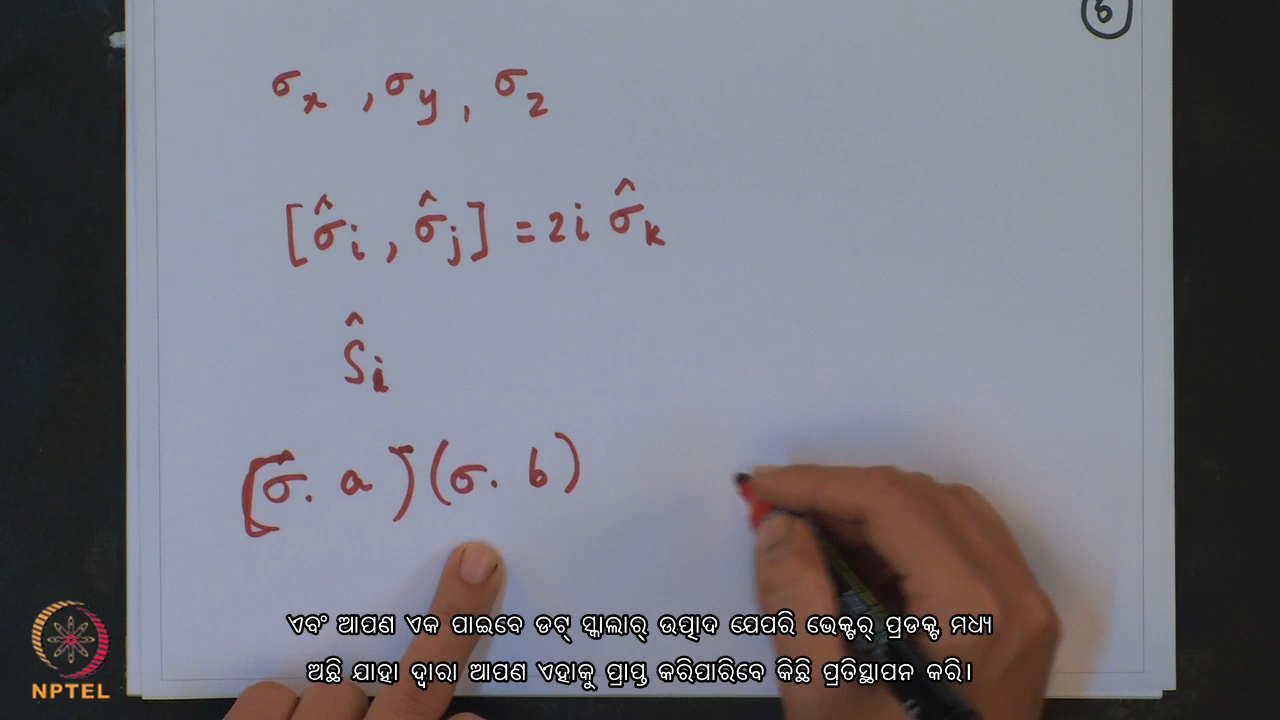 6
σx , σy , σz
[σ̂i , σ̂j] = 2i σ̂k
Ŝi
(σ. a) (σ. b)
ଏବଂ ଆପଣ ଏକ ପାଇବେ ଡଟ୍ ସ୍କାଲାର୍ ଉତ୍ପାଦ ଯେପରି ଭେକ୍ଟର୍ ପ୍ରଡକ୍ଟ ମଧ୍ୟ
ଅଛି ଯାହା ଦ୍ୱାରା ଆପଣ ଏହାକୁ ପ୍ରାପ୍ତ କରିପାରିବେ କିଛି ପ୍ରତିସ୍ଥାପନ କରି।
NPTEL